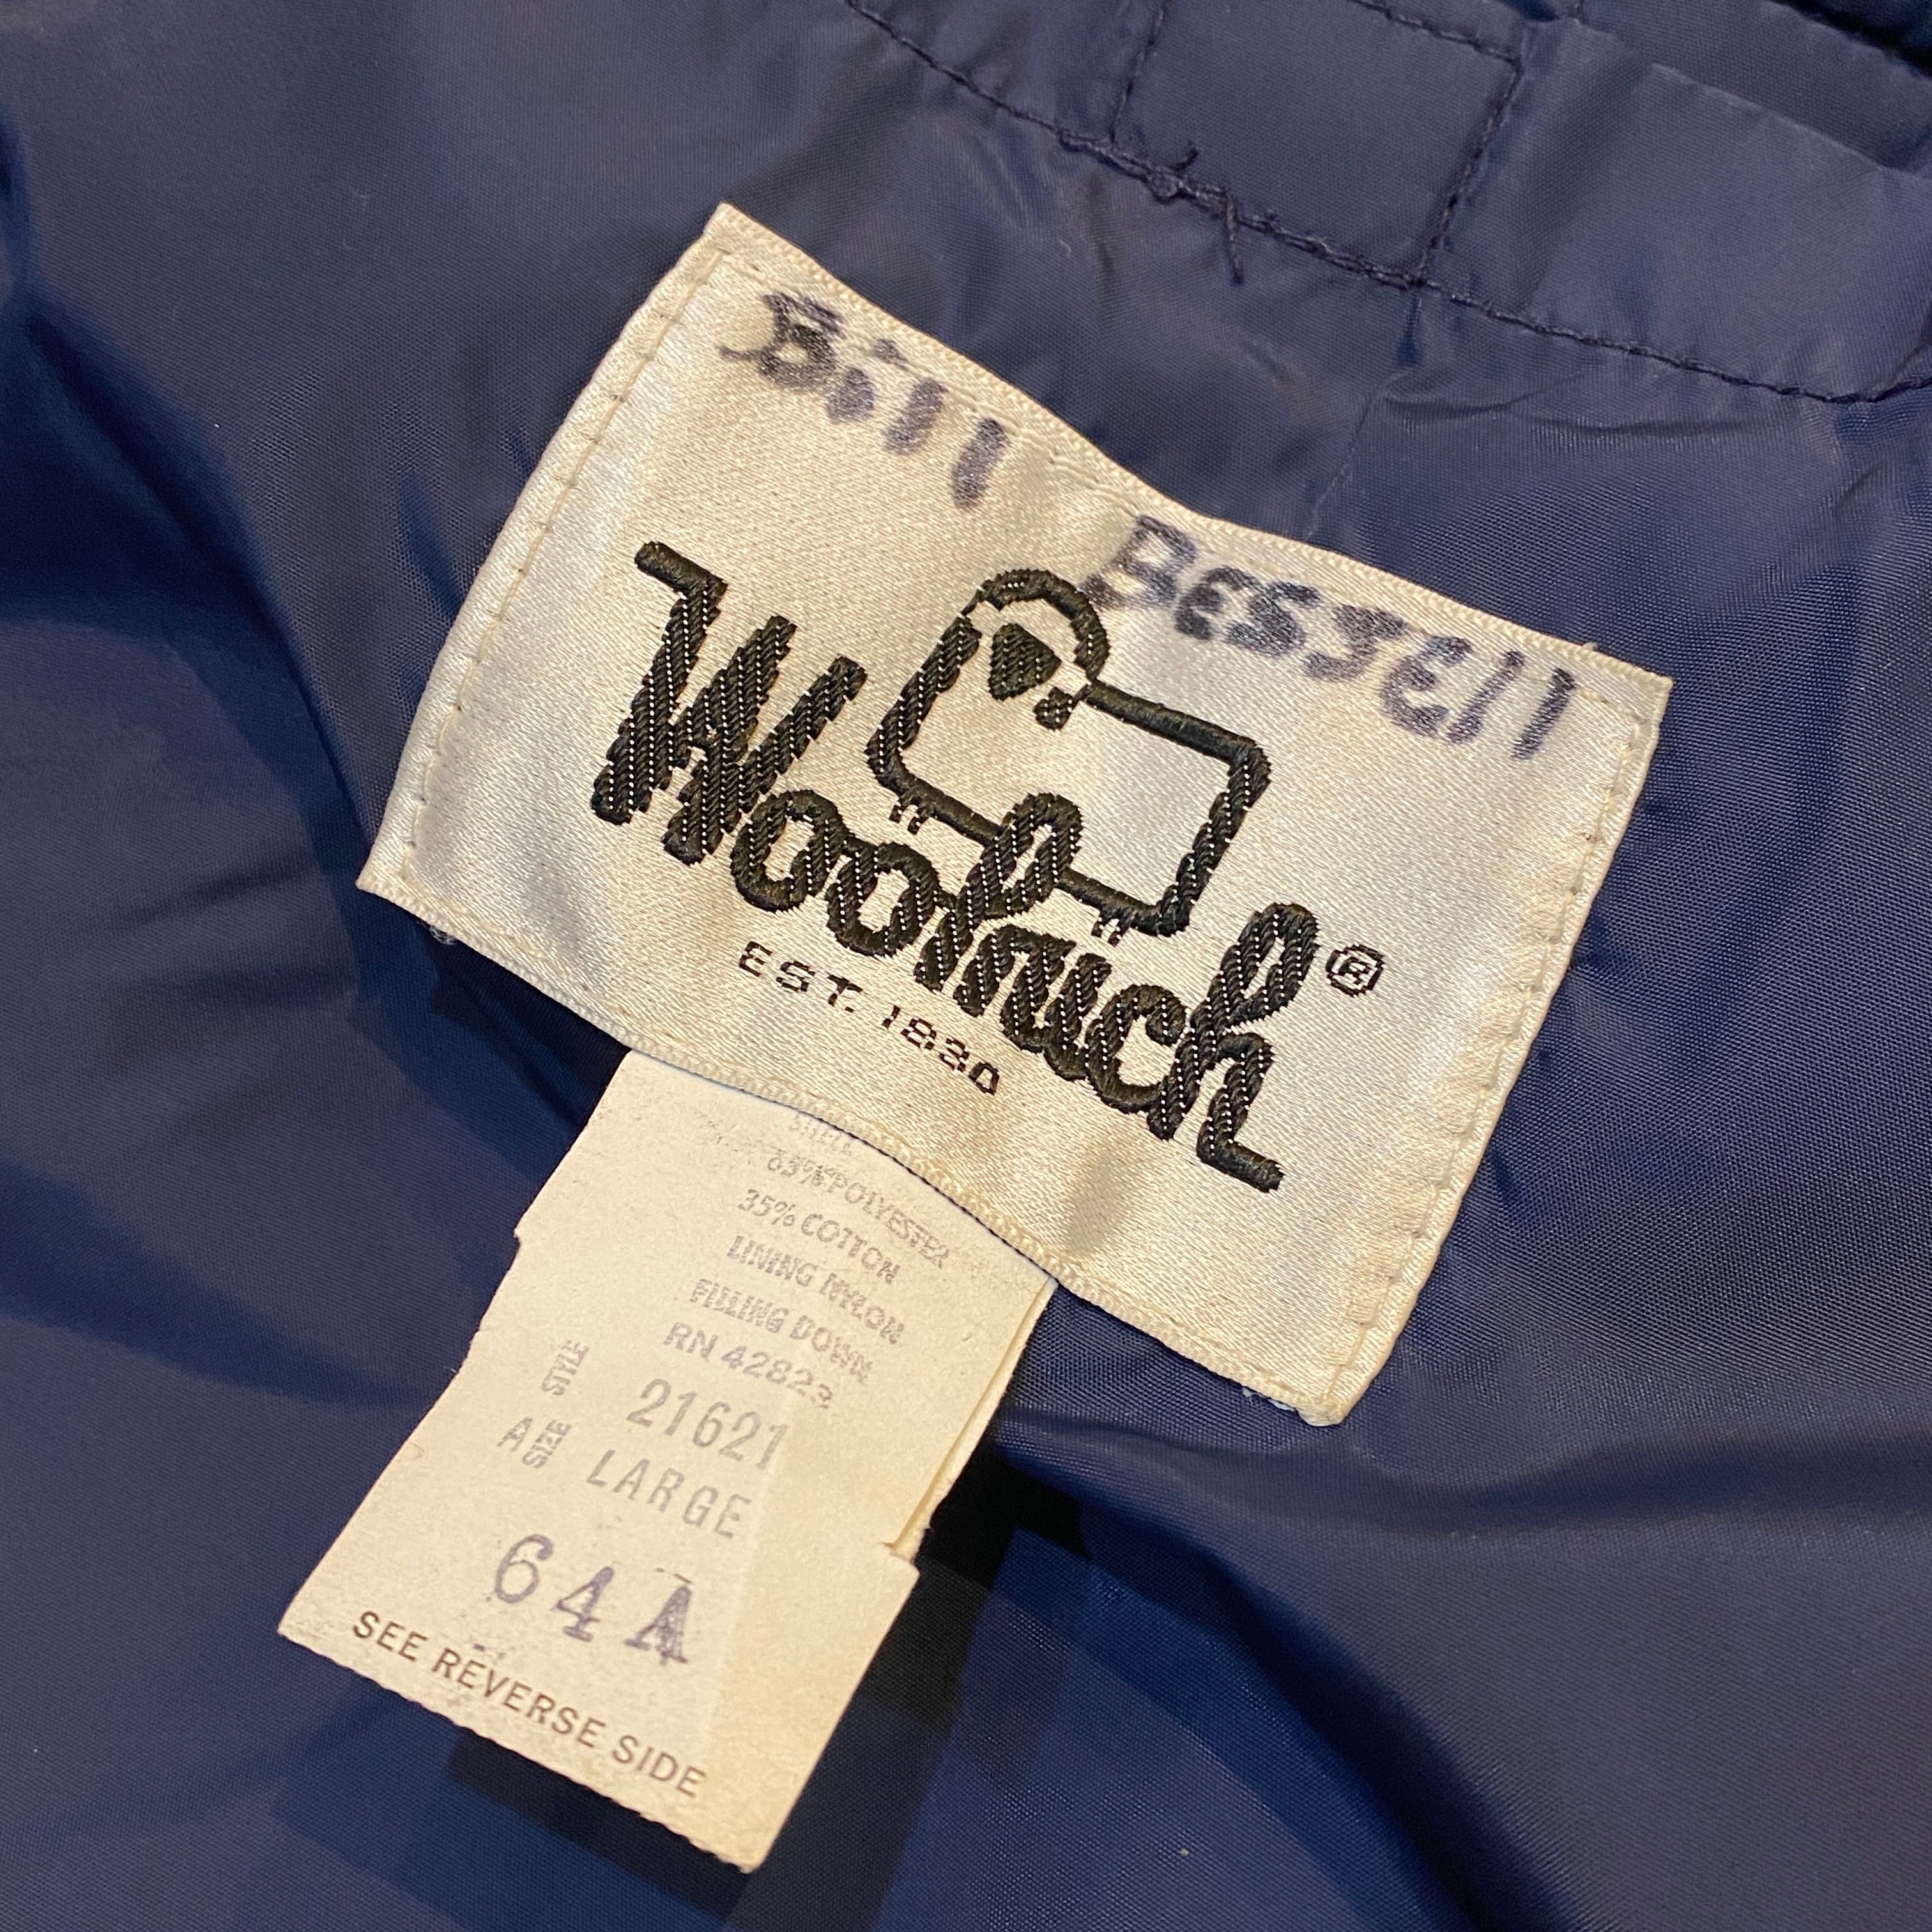 Bill Bessell
Woolrich®
EST. 1830
SHELL
65% POLYESTER
35% COTTON
LINING NYLON
FILLING DOWN
RN 42823
STYLE 21621
A SIZE LARGE
64A
SEE REVERSE SIDE